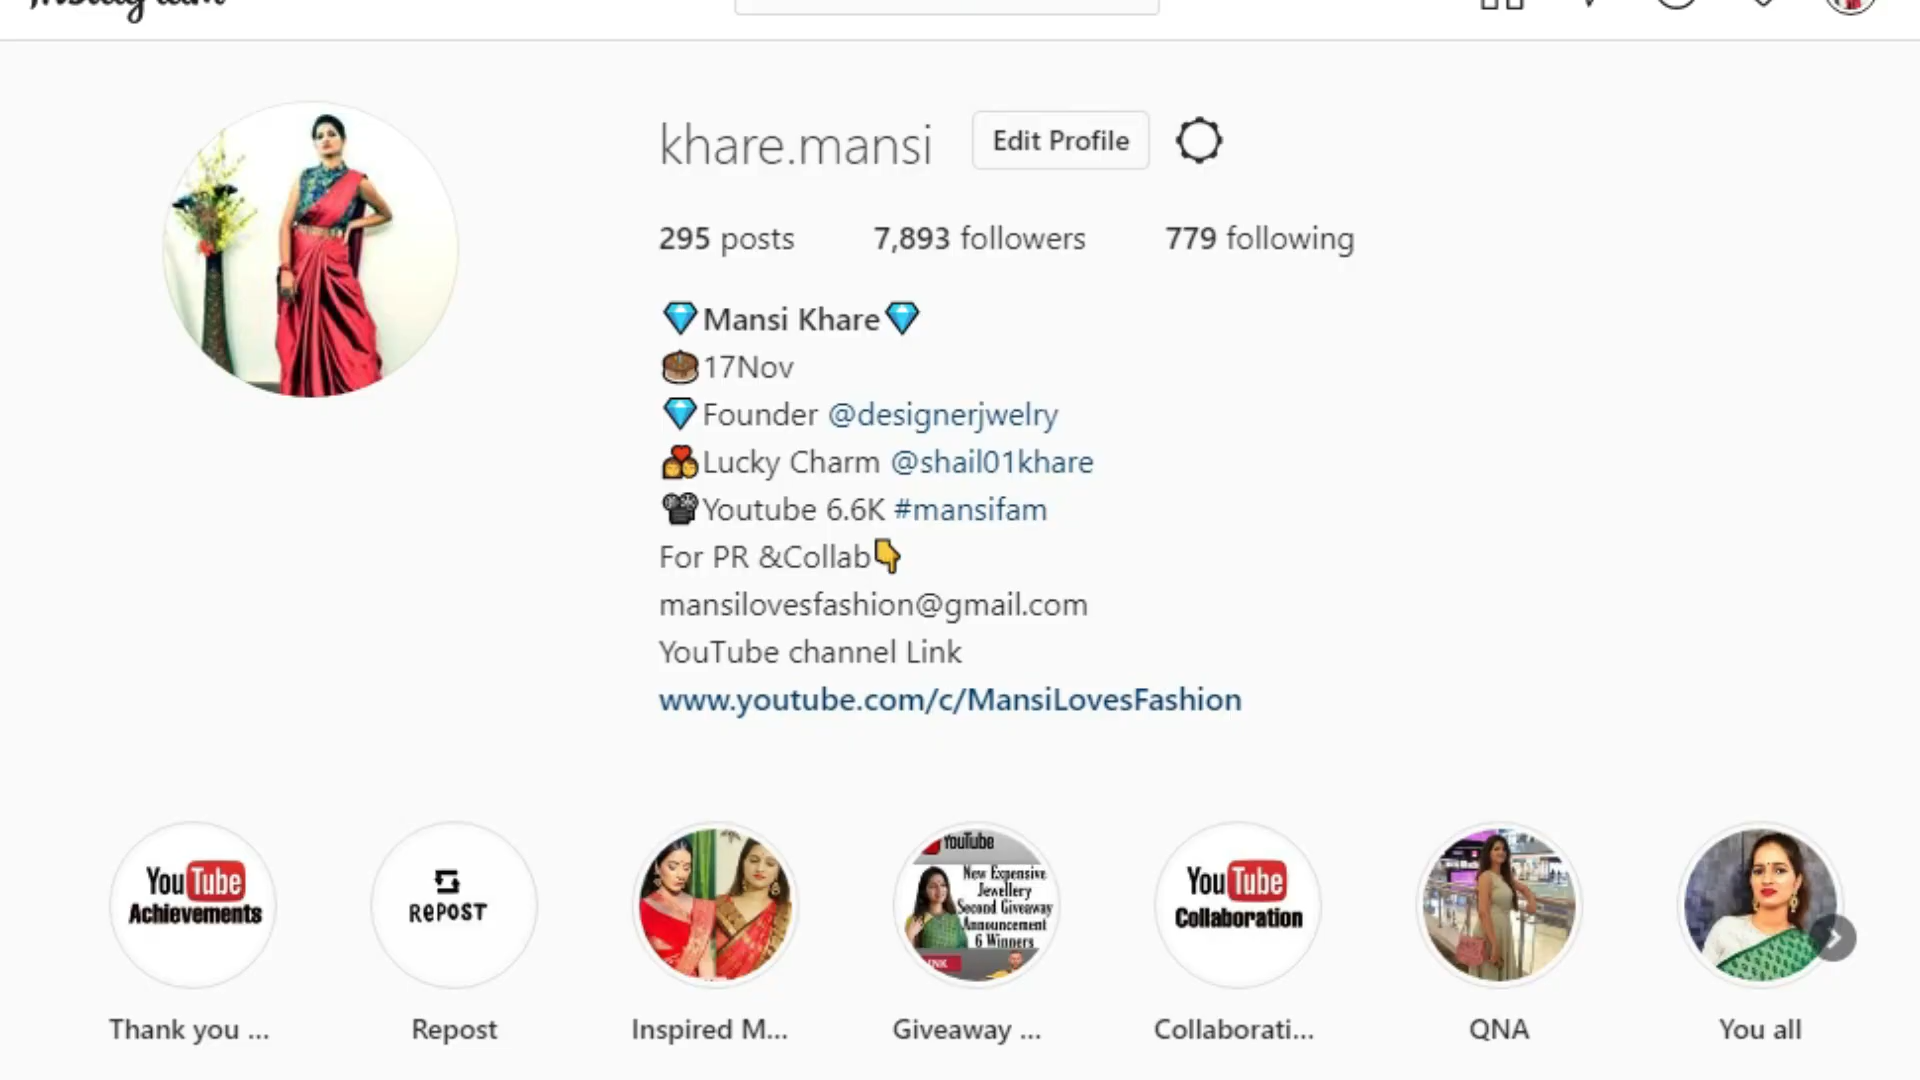 Instagram
khare.mansi Edit Profile
295 posts 7,893 followers 779 following
Mansi Khare
17Nov
Founder @designerjwelry
Lucky Charm @shail01khare
Youtube 6.6K #mansifam
For PR &Collab
mansilovesfashion@gmail.com
YouTube channel Link
www.youtube.com/c/MansiLovesFashion
YouTube
Achievements
REPOST
YouTube
New Expensive
Jewellery
Second Giveaway
Announcement
6 Winners
YouTube
Collaboration
Thank you ... Repost Inspired M... Giveaway ... Collaborati... QNA You all